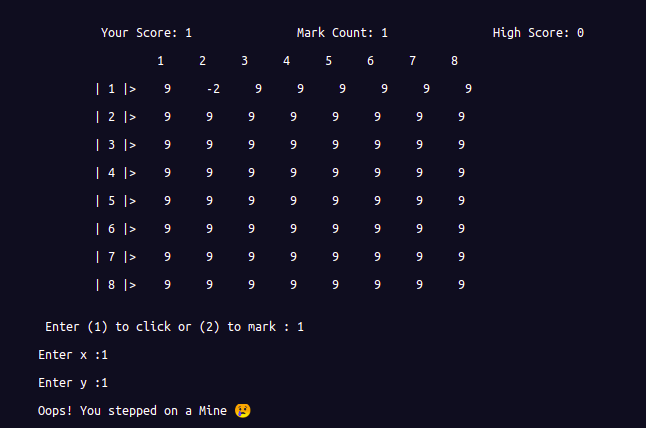 Your Score: 1 Mark Count: 1 High Score: 0
1 2 3 4 5 6 7 8
| 1 |> 9 -2 9 9 9 9 9 9
| 2 |> 9 9 9 9 9 9 9 9
| 3 |> 9 9 9 9 9 9 9 9
| 4 |> 9 9 9 9 9 9 9 9
| 5 |> 9 9 9 9 9 9 9 9
| 6 |> 9 9 9 9 9 9 9 9
| 7 |> 9 9 9 9 9 9 9 9
| 8 |> 9 9 9 9 9 9 9 9
Enter (1) to click or (2) to mark : 1
Enter x :1
Enter y :1
Oops! You stepped on a Mine 😢